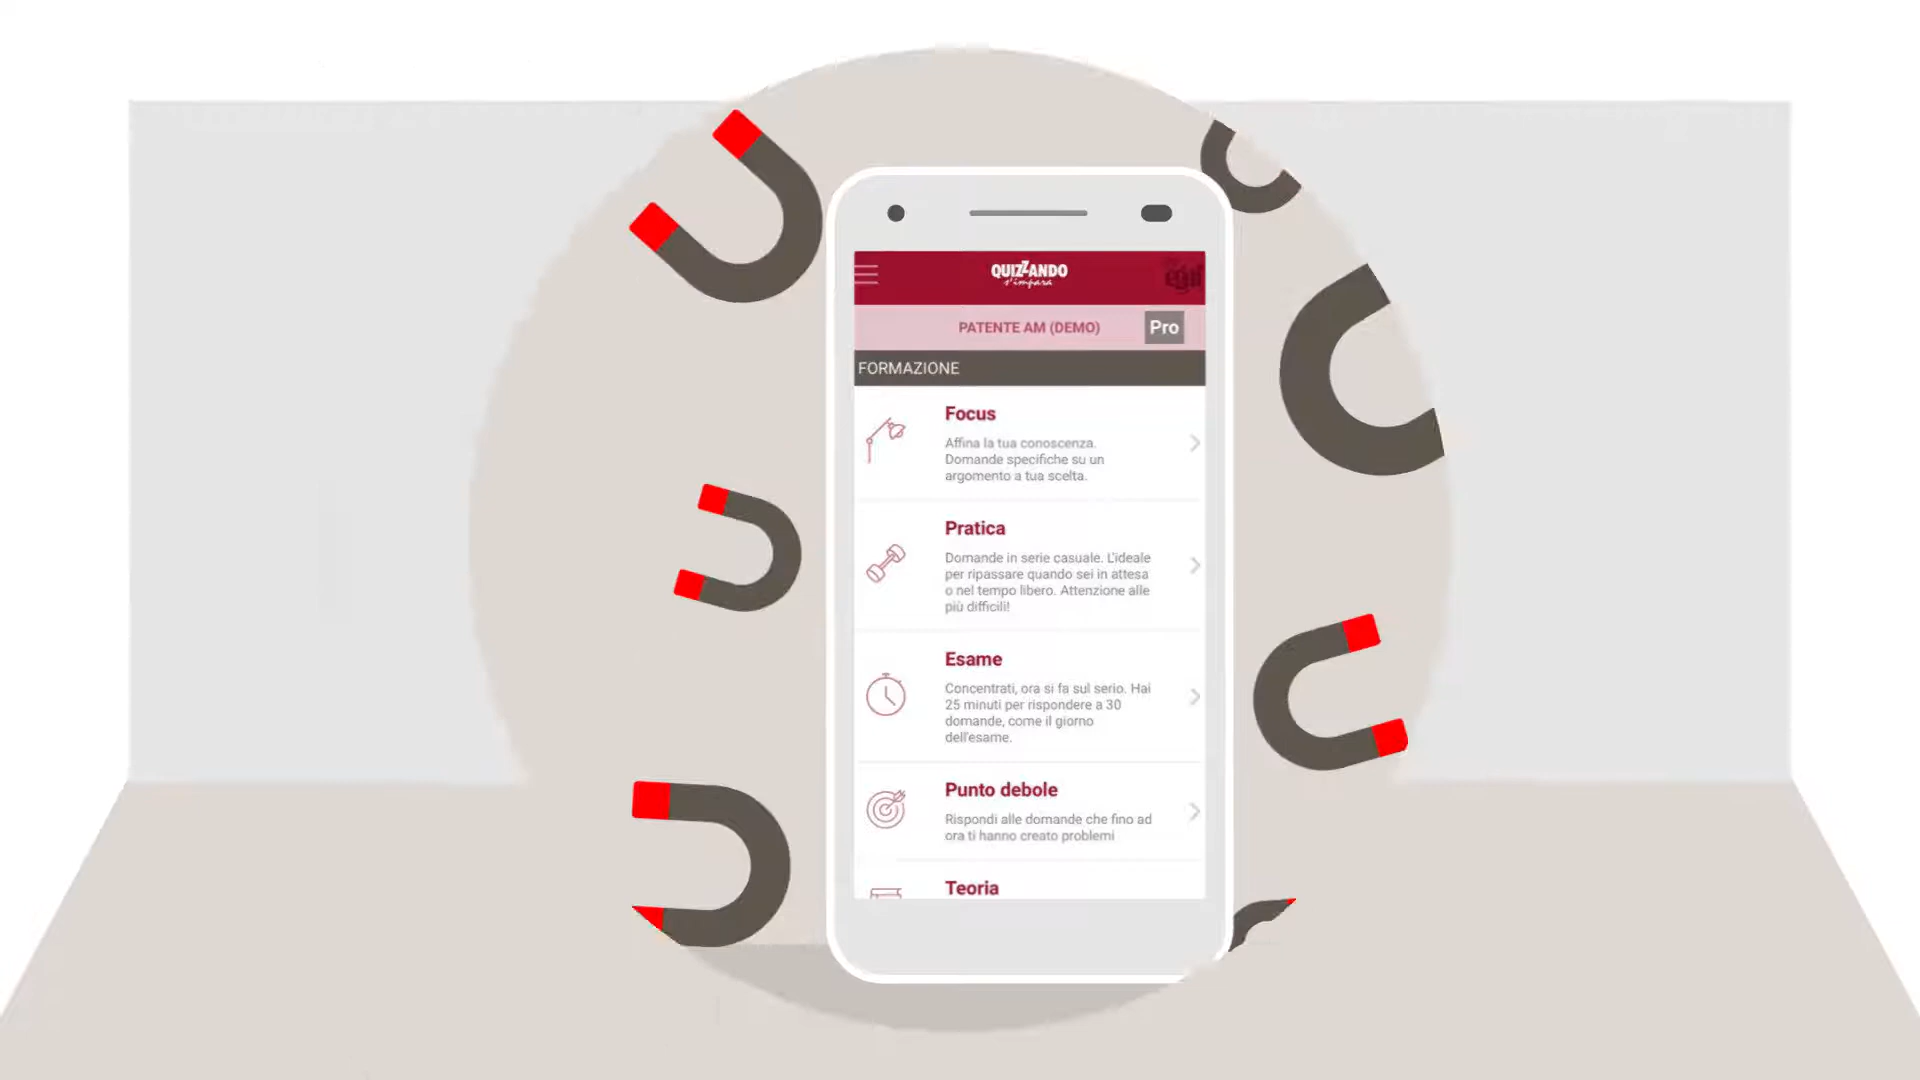 QUIZZANDO
s'impara
PATENTE AM (DEMO)
Pro
FORMAZIONE
Focus
Affina la tua conoscenza.
Domande specifiche su un
argomento a tua scelta.
Pratica
Domande in serie casuale. L'ideale
per ripassare quando sei in attesa
o nel tempo libero. Attenzione alle
più difficili!
Esame
Concentrati, ora si fa sul serio. Hai
25 minuti per rispondere a 30
domande, come il giorno
dell'esame.
Punto debole
Rispondi alle domande che fino ad
ora ti hanno creato problemi
Teoria